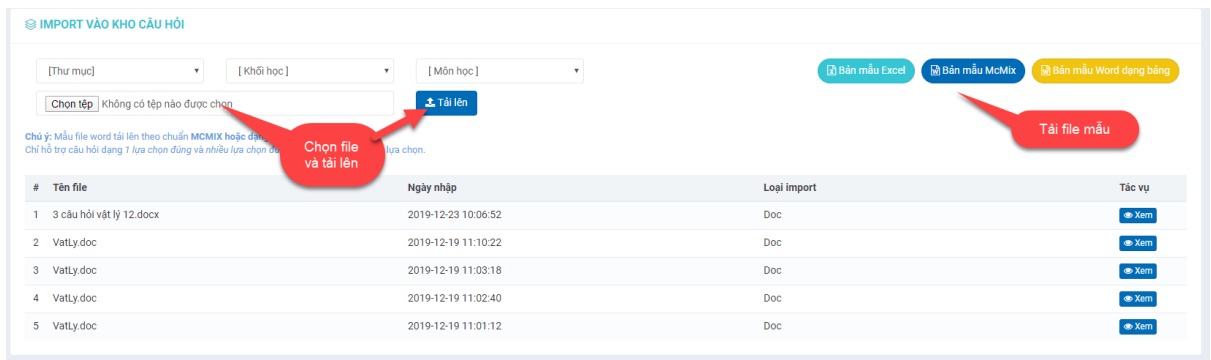 IMPORT VÀO KHO CÂU HỎI
[Thư mục] [ Khối học ] [ Môn học ] Bản mẫu Excel Bản mẫu McMix Bản mẫu Word dạng bảng
Chọn tệp Không có tệp nào được chọn Tải lên
Tải file mẫu
Chọn file
và tải lên
Chú ý: Mẫu file word tải lên theo chuẩn MCMIX hoặc dạng
Chỉ hỗ trợ câu hỏi dạng 1 lựa chọn đúng và nhiều lựa chọn lựa chọn.
# Tên file Ngày nhập Loại import Tác vụ
1 3 câu hỏi vật lý 12.docx 2019-12-23 10:06:52 Doc Xem
2 VatLy.doc 2019-12-19 11:10:22 Doc Xem
3 VatLy.doc 2019-12-19 11:03:18 Doc Xem
4 VatLy.doc 2019-12-19 11:02:40 Doc Xem
5 VatLy.doc 2019-12-19 11:01:12 Doc Xem